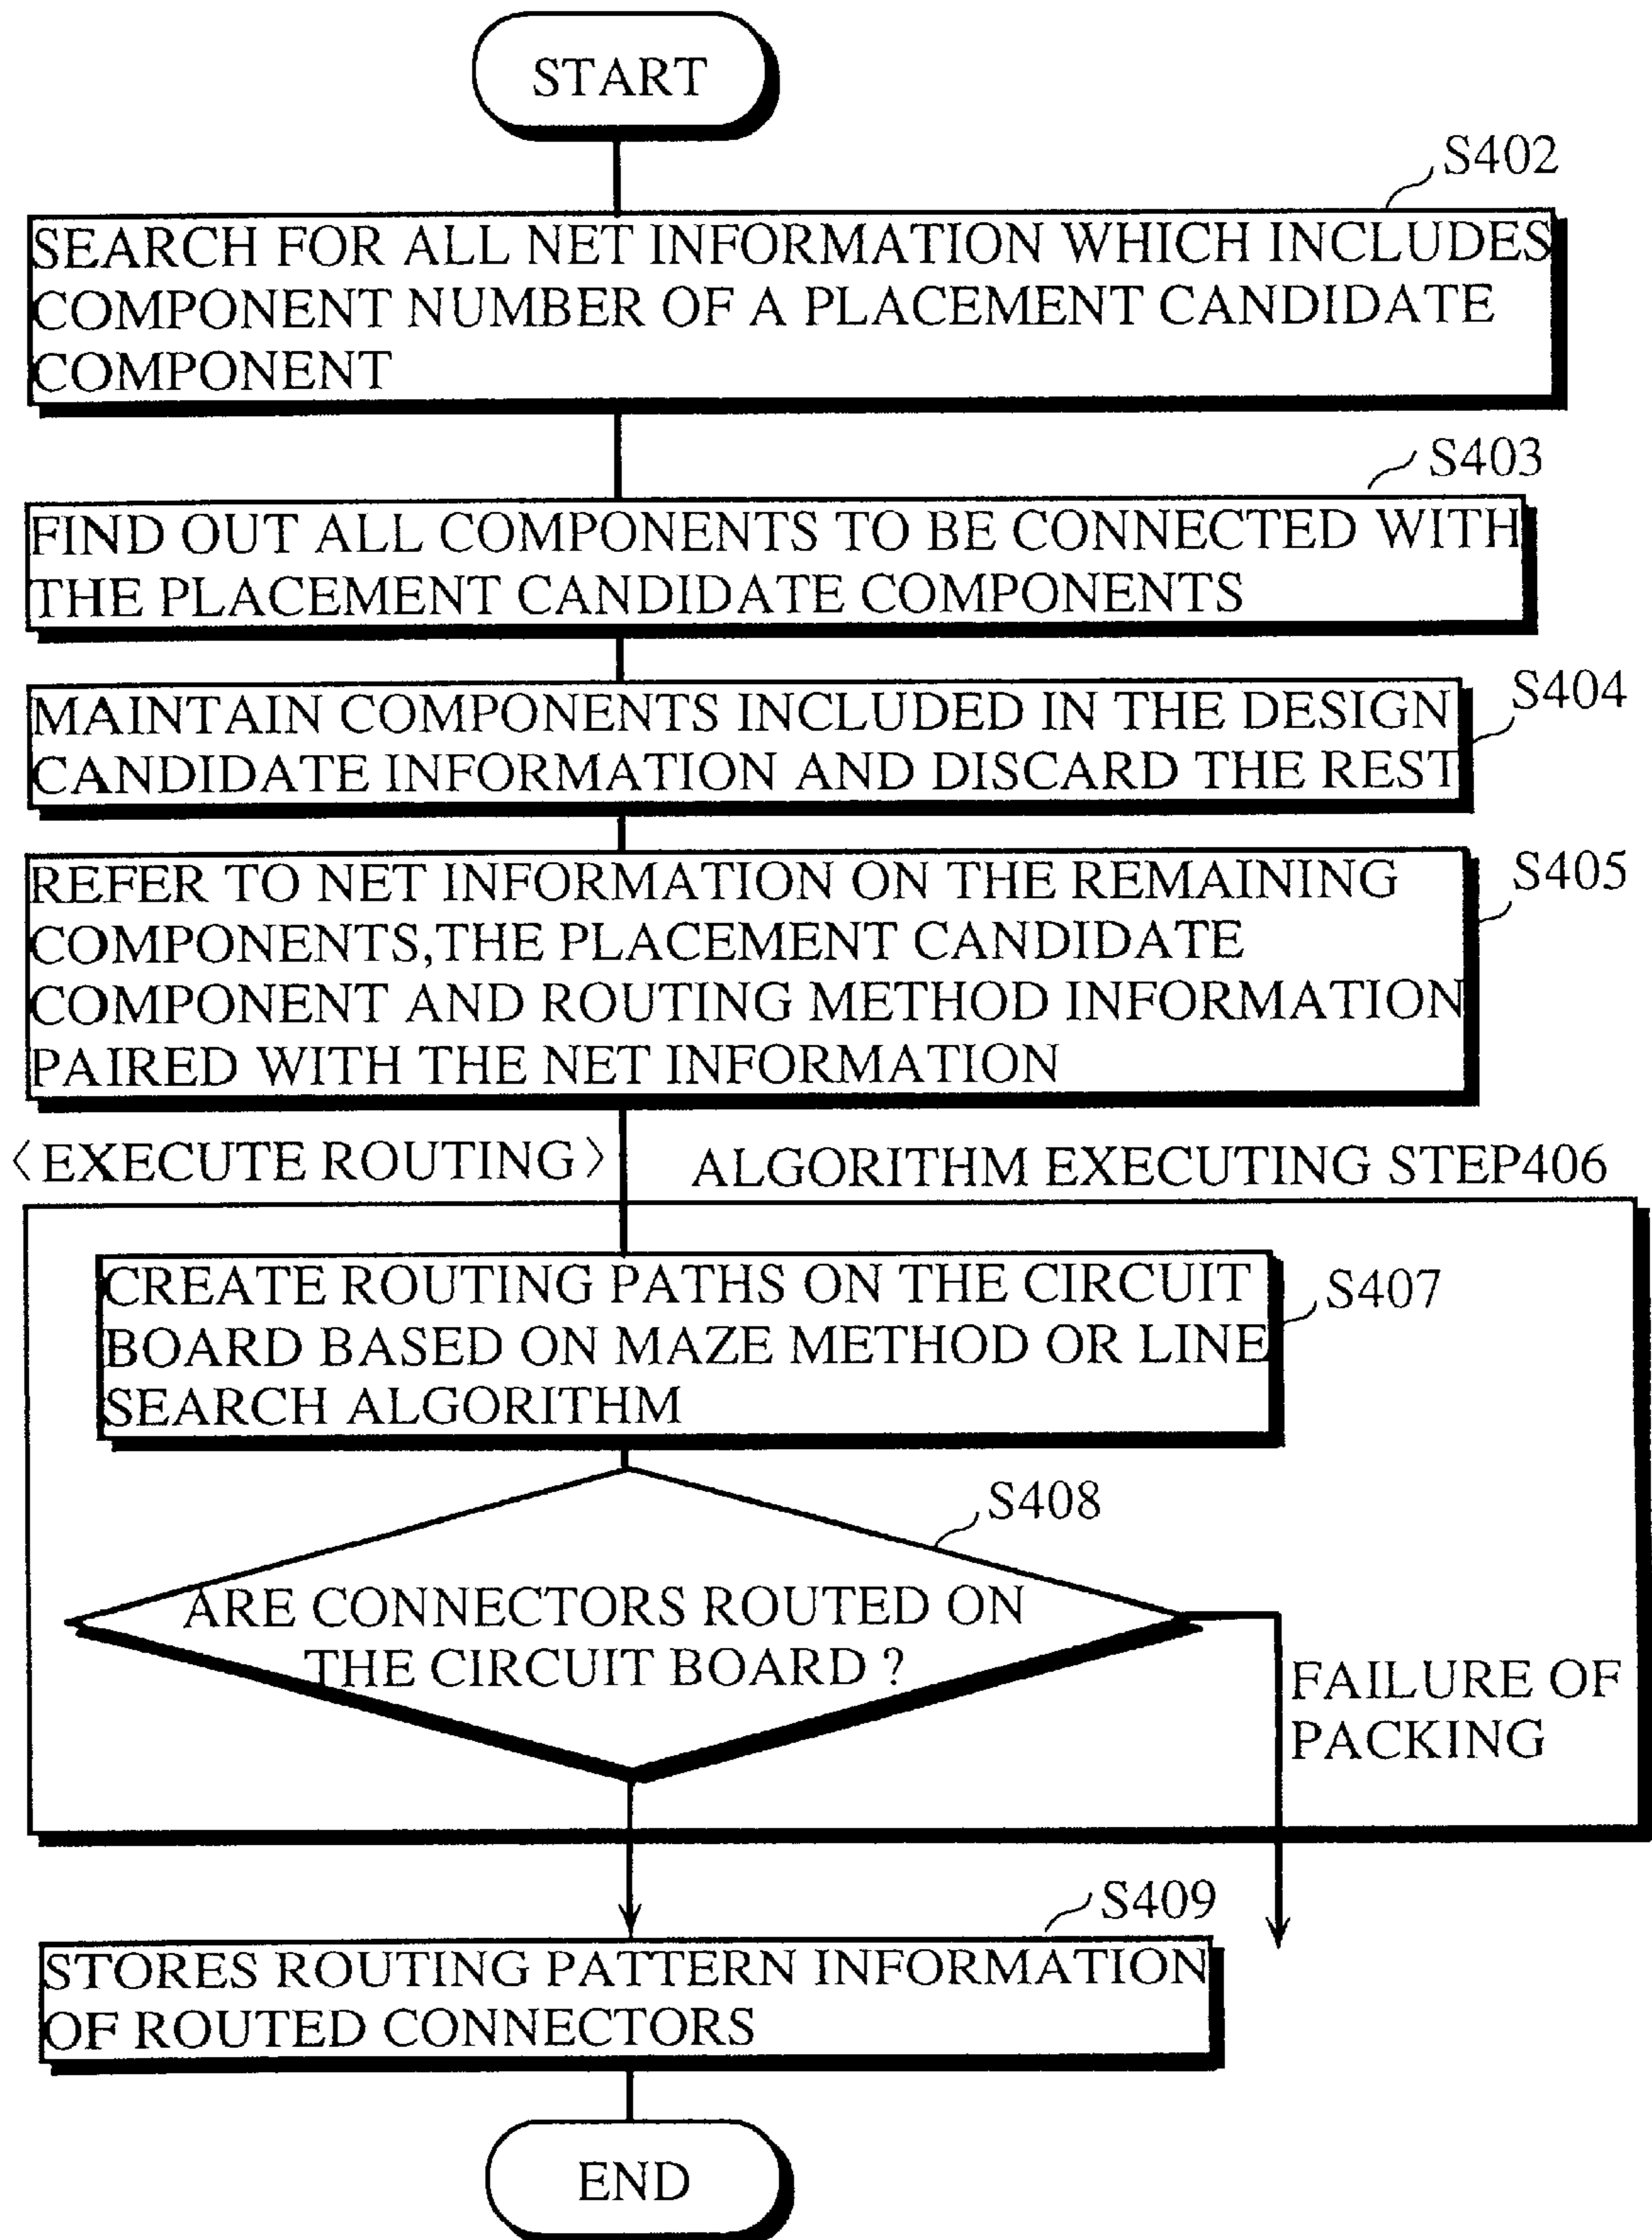 START
S402
SEARCH FOR ALL NET INFORMATION WHICH INCLUDES
COMPONENT NUMBER OF A PLACEMENT CANDIDATE
COMPONENT
S403
FIND OUT ALL COMPONENTS TO BE CONNECTED WITH
THE PLACEMENT CANDIDATE COMPONENTS
S404
MAINTAIN COMPONENTS INCLUDED IN THE DESIGN
CANDIDATE INFORMATION AND DISCARD THE REST
S405
REFER TO NET INFORMATION ON THE REMAINING
COMPONENTS,THE PLACEMENT CANDIDATE
COMPONENT AND ROUTING METHOD INFORMATION
PAIRED WITH THE NET INFORMATION
〈EXECUTE ROUTING〉
ALGORITHM EXECUTING STEP406
CREATE ROUTING PATHS ON THE CIRCUIT
BOARD BASED ON MAZE METHOD OR LINE
SEARCH ALGORITHM
S407
S408
ARE CONNECTORS ROUTED ON
THE CIRCUIT BOARD ?
FAILURE OF
PACKING
S409
STORES ROUTING PATTERN INFORMATION
OF ROUTED CONNECTORS
END